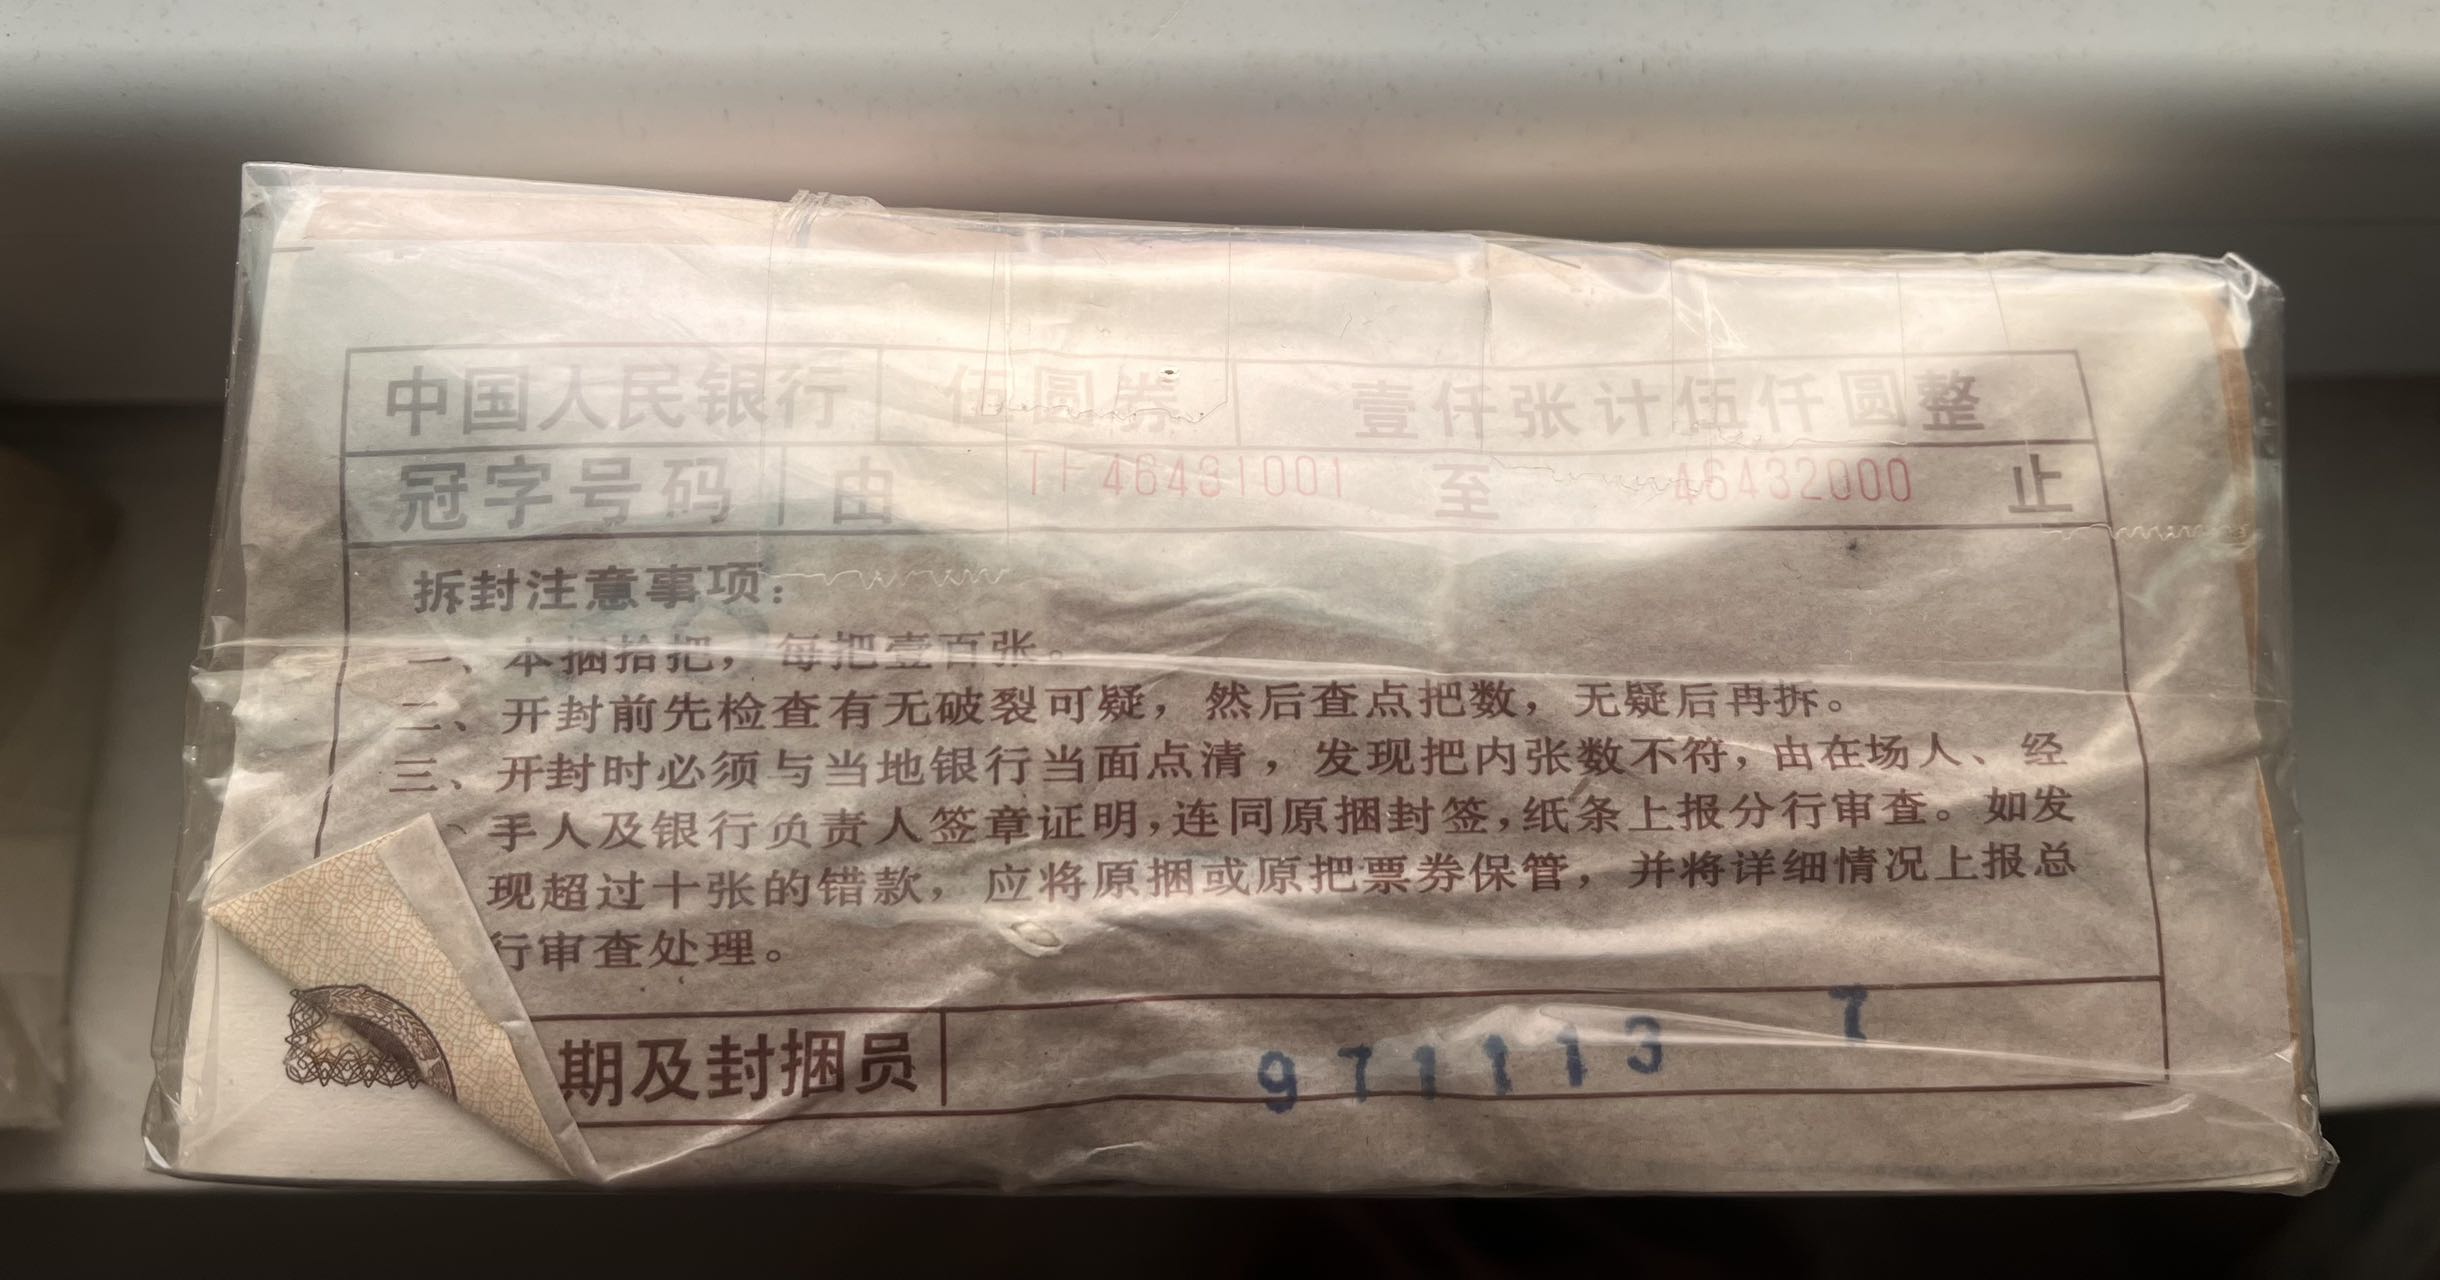 中国人民银行 伍圆券 壹仟张计伍仟圆整
冠字号码 由 TF 46431001 至 46432000 止
拆封注意事项:
一、本捆拾把，每把壹百张。
二、开封前先检查有无破裂可疑，然后查点把数，无疑后再拆。
三、开封时必须与当地银行当面点清，发现把内张数不符，由在场人、经
手人及银行负责人签章证明，连同原捆封签，纸条上报分行审查。如发
现超过十张的错款，应将原捆或原把票券保管，并将详细情况上报总
行审查处理。
期及封捆员 971113 7